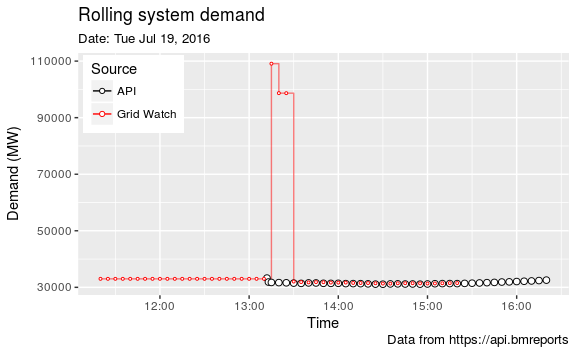 Rolling system demand
Date: Tue Jul 19, 2016
Source
API
Grid Watch
Demand (MW)
110000
90000
70000
50000
30000
12:00 13:00 14:00 15:00 16:00
Time
Data from https://api.bmreports